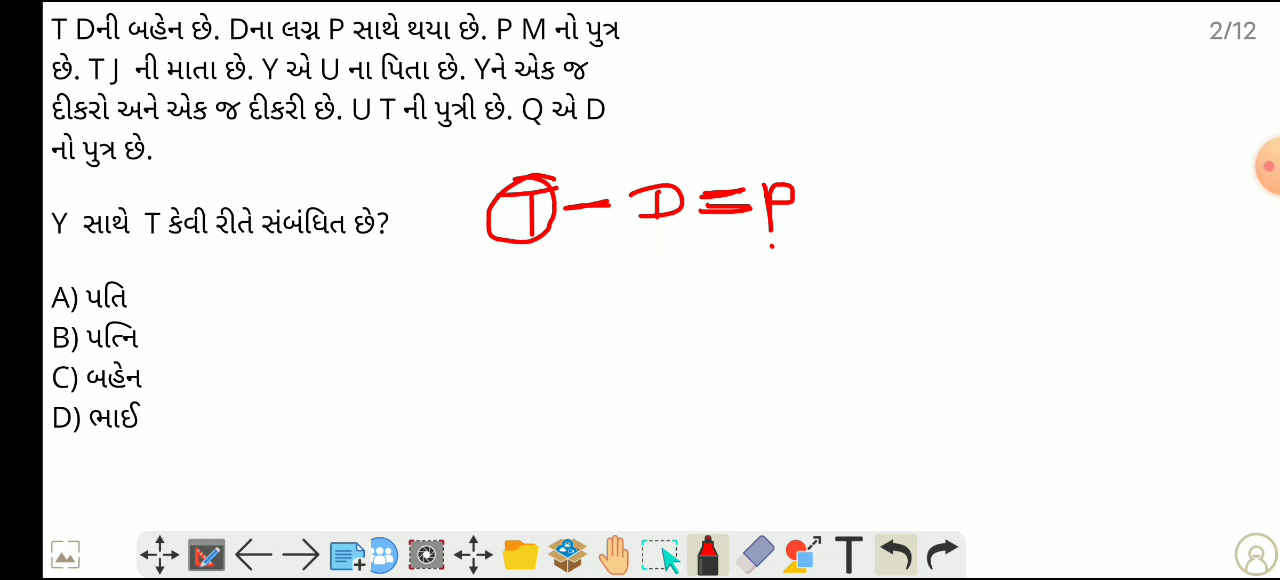 T Dની બહેન છે. Dના લગ્ન P સાથે થયા છે. P M નો પુત્ર
2/12
છે. T J ની માતા છે. Y એ U ના પિતા છે. Yને એક જ
દીકરો અને એક જ દીકરી છે. U T ની પુત્રી છે. Q એ D
નો પુત્ર છે.
T – D = P
Y સાથે T કેવી રીતે સંબંધિત છે?
A) પતિ
B) પત્નિ
C) બહેન
D) ભાઈ
T